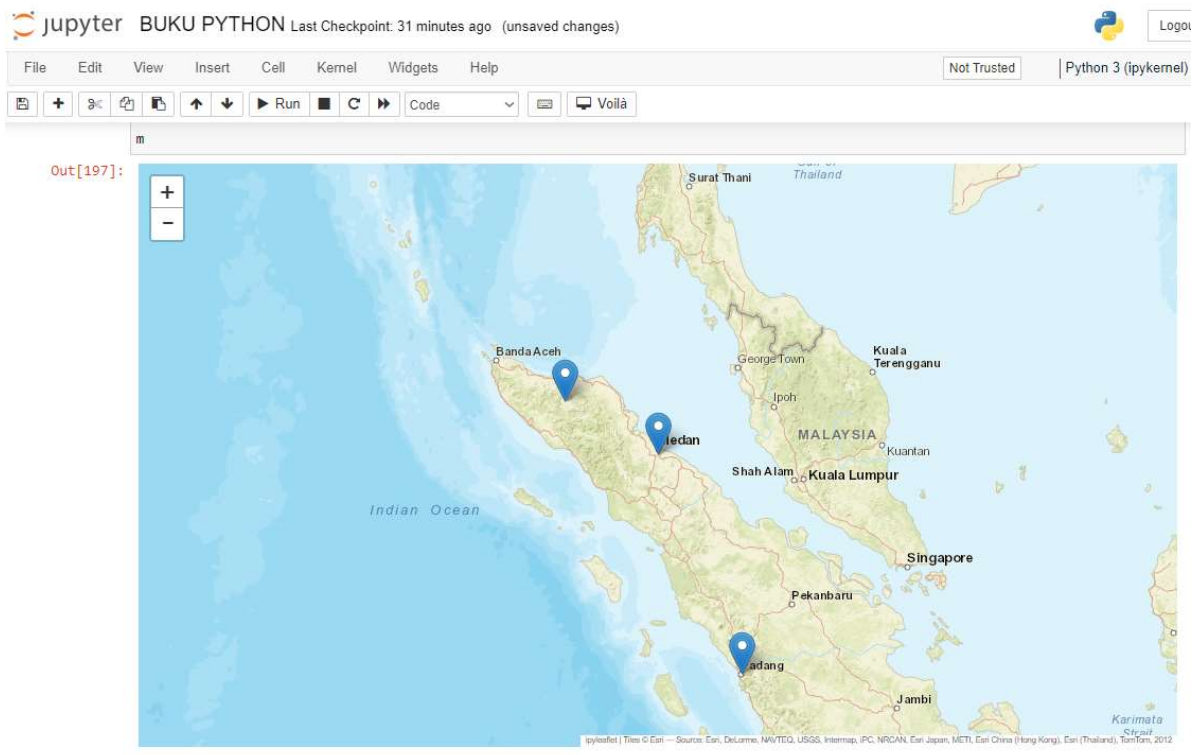 jupyter BUKU PYTHON Last Checkpoint: 31 minutes ago (unsaved changes)
Logou
File Edit View Insert Cell Kernel Widgets Help Not Trusted Python 3 (ipykernel)
Run Code Voilà
m
Out[197]:
+
−
Surat Thani
Thailand
Banda Aceh
George Town
Kuala
Terengganu
Ipoh
MALAYSIA
edan
Kuantan
Shah Alam
Kuala Lumpur
Indian Ocean
Singapore
Pekanbaru
adang
Jambi
Karimata
Strait
ipyleaflet | Tiles © Esri — Source: Esri, DeLorme, NAVTEQ, USGS, Intermap, iPC, NRCAN, Esri Japan, METI, Esri China (Hong Kong), Esri (Thailand), TomTom, 2012